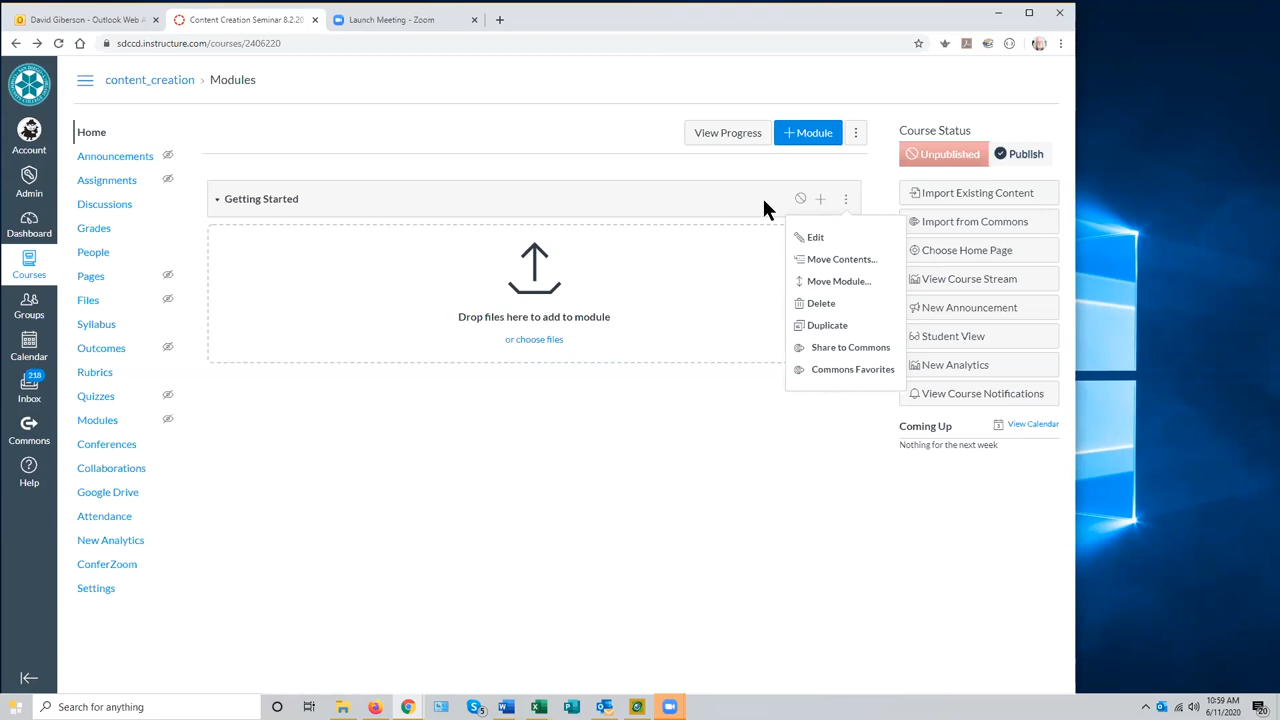 David Giberson - Outlook Web A
Content Creation Seminar 8.2.20
Launch Meeting - Zoom
sdccd.instructure.com/courses/2406220
content_creation › Modules
Account
Admin
Dashboard
Courses
Groups
Calendar
218
Inbox
Commons
Help
Home
Announcements
Assignments
Discussions
Grades
People
Pages
Files
Syllabus
Outcomes
Rubrics
Quizzes
Modules
Conferences
Collaborations
Google Drive
Attendance
New Analytics
ConferZoom
Settings
View Progress
+ Module
Getting Started
Drop files here to add to module
or choose files
Edit
Move Contents...
Move Module...
Delete
Duplicate
Share to Commons
Commons Favorites
Course Status
Unpublished
Publish
Import Existing Content
Import from Commons
Choose Home Page
View Course Stream
New Announcement
Student View
New Analytics
View Course Notifications
Coming Up
View Calendar
Nothing for the next week
Search for anything
10:59 AM
6/11/2020
20